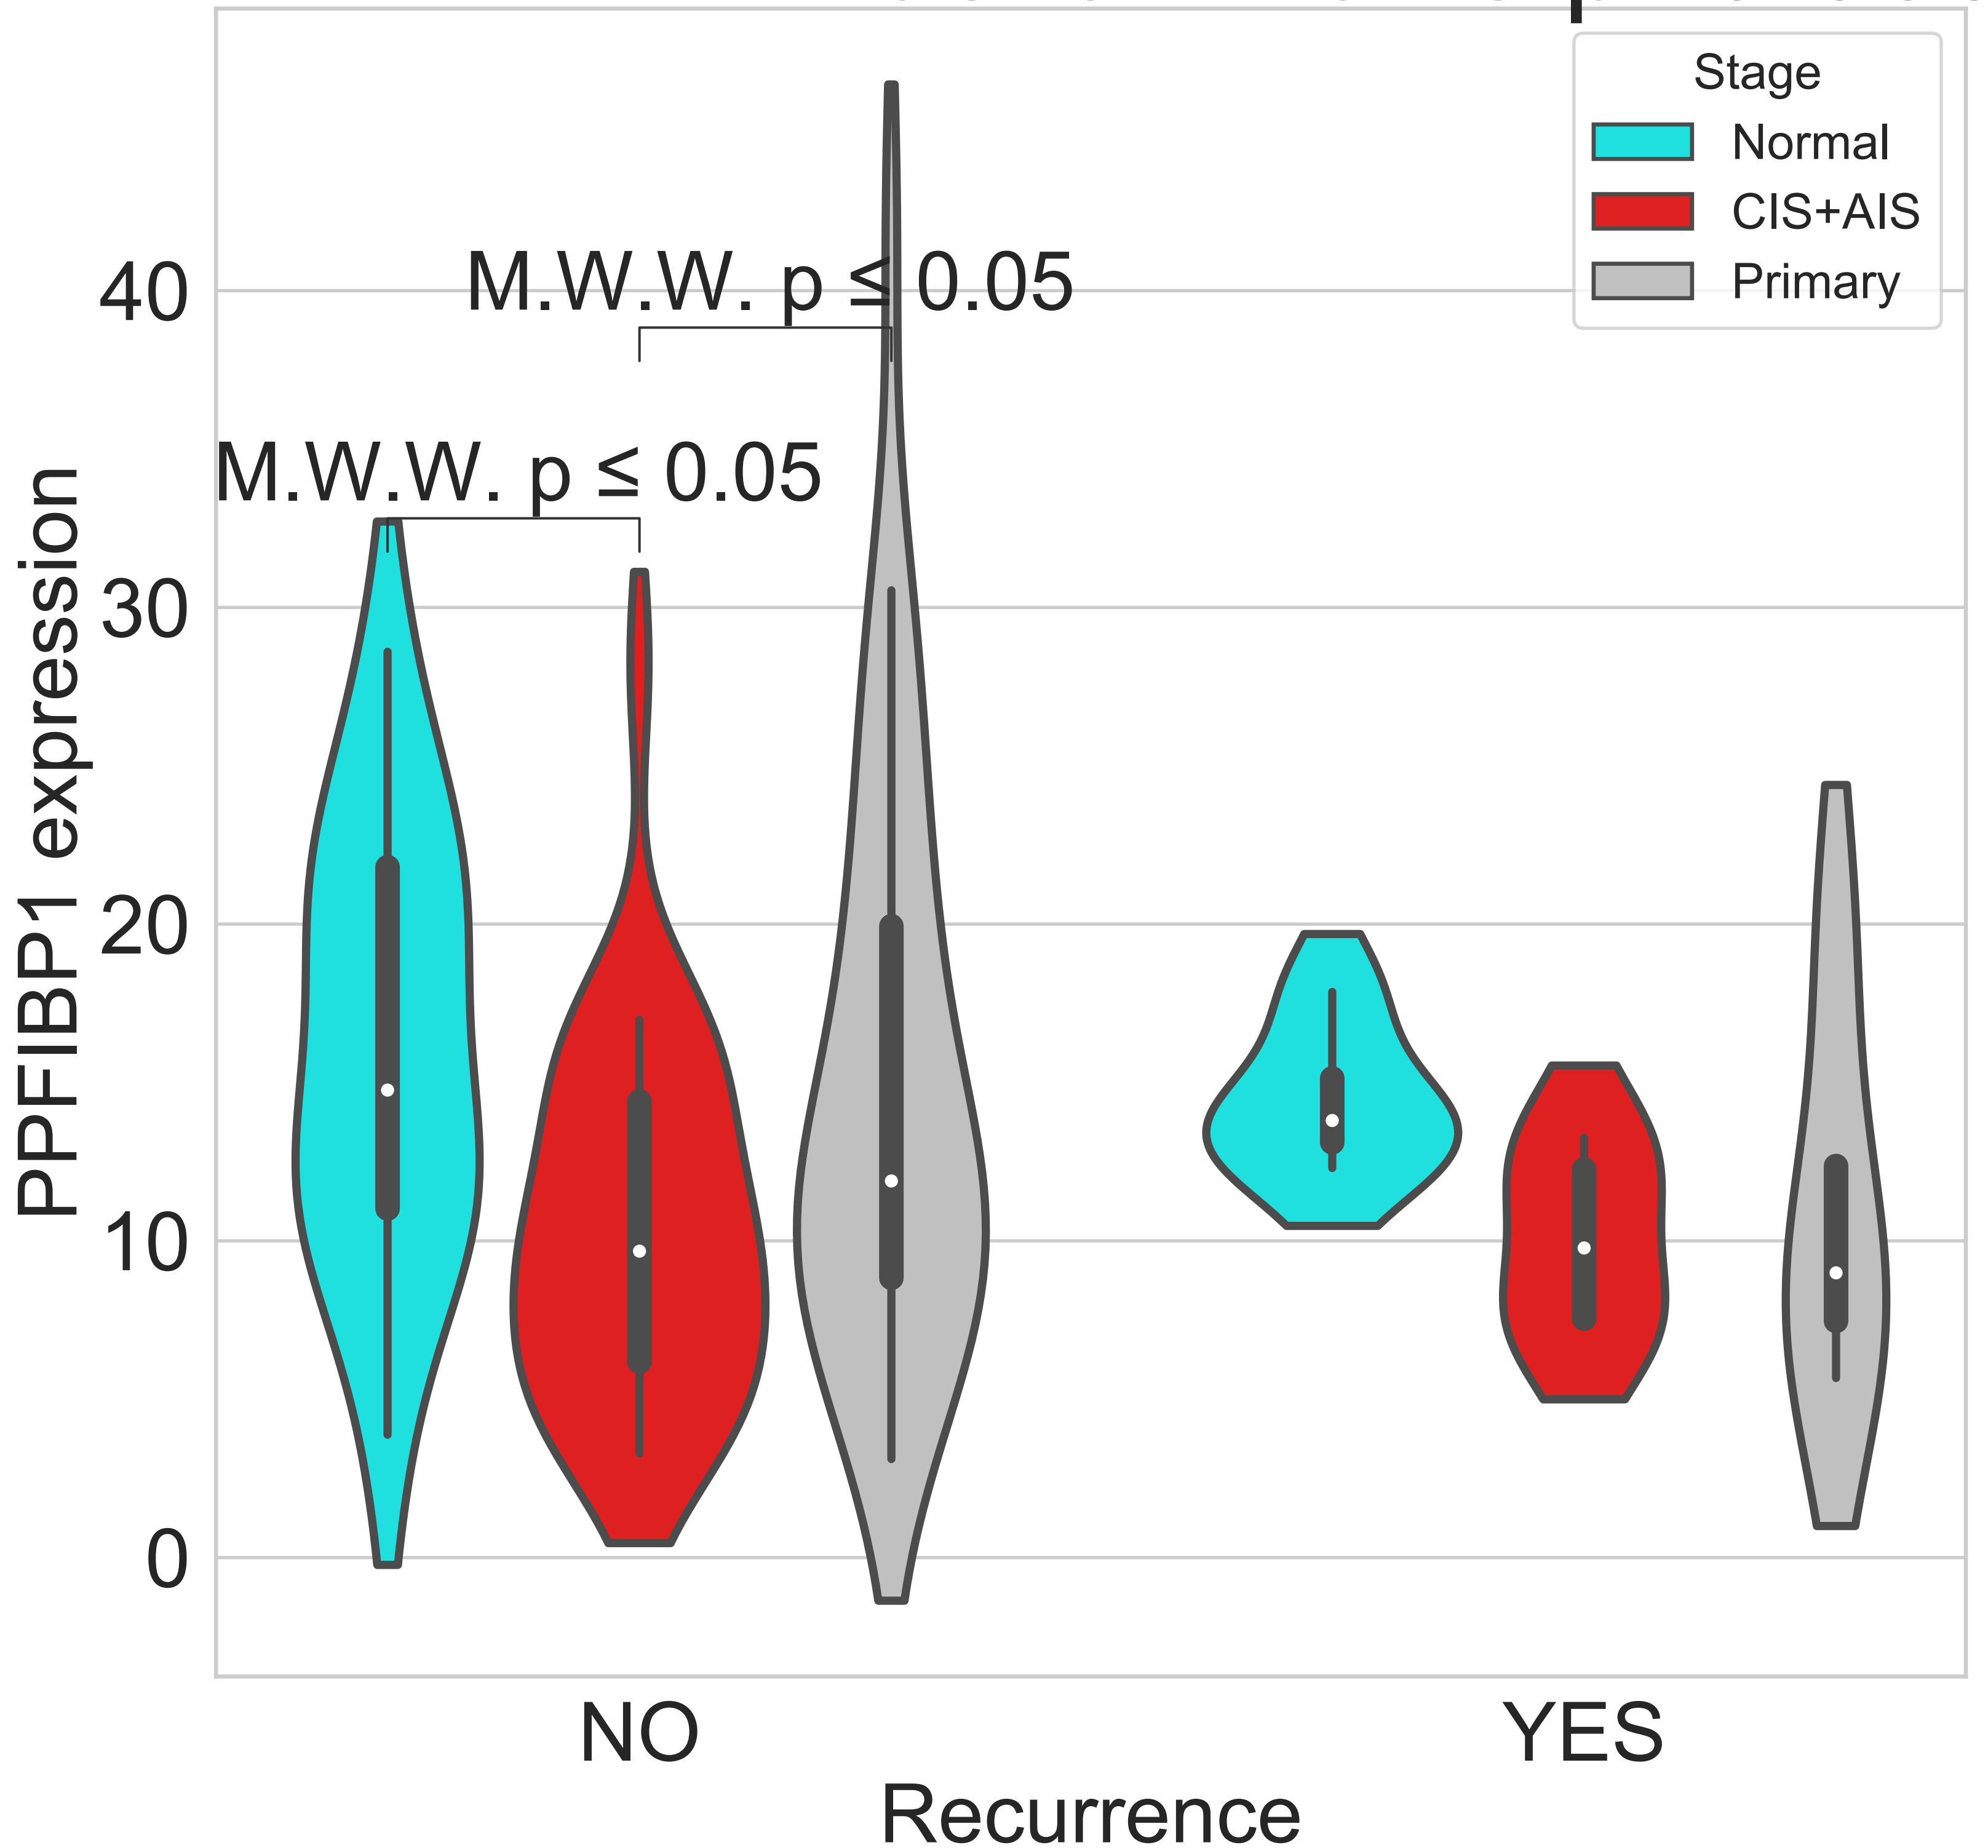 Stage
Normal
CIS+AIS
Primary
M.W.W. p ≤ 0.05
M.W.W. p ≤ 0.05
PPFIBP1 expression
40
30
20
10
0
NO
YES
Recurrence